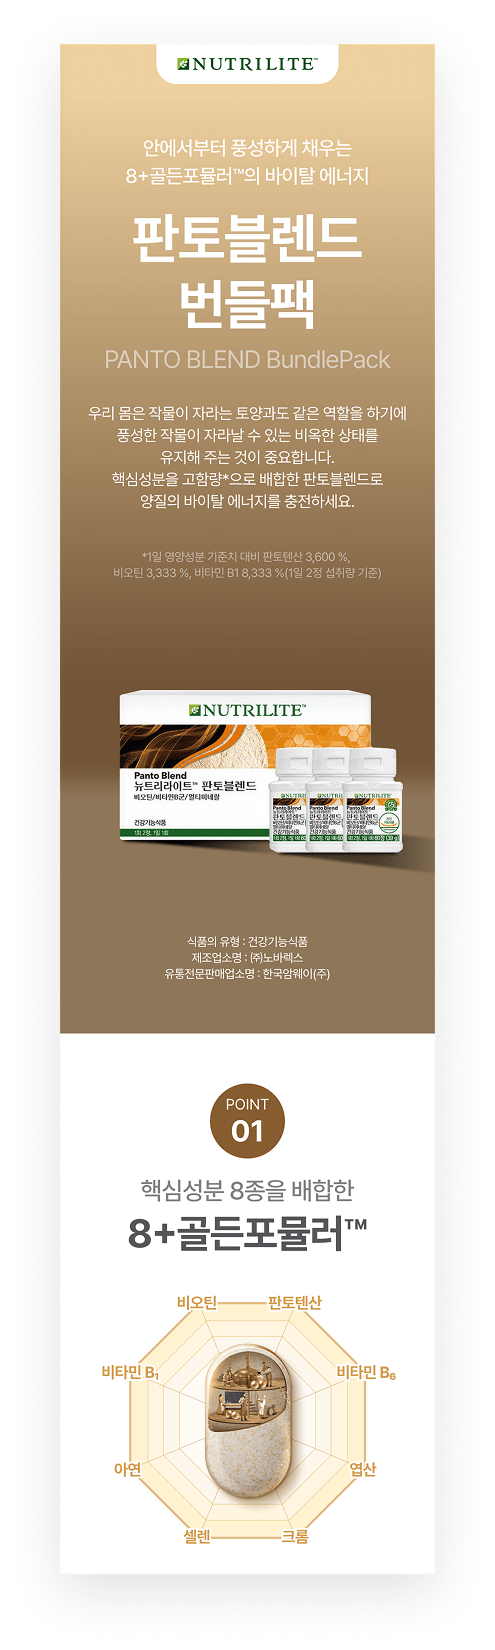 NUTRILITE™
안에서부터 풍성하게 채우는
8+골든포뮬러™의 바이탈 에너지
판토블렌드
번들팩
PANTO BLEND BundlePack
우리 몸은 작물이 자라는 토양과도 같은 역할을 하기에
풍성한 작물이 자라날 수 있는 비옥한 상태를
유지해 주는 것이 중요합니다.
핵심성분을 고함량*으로 배합한 판토블렌드로
양질의 바이탈 에너지를 충전하세요.
*1일 영양성분 기준치 대비 판토텐산 3,600 %,
비오틴 3,333 %, 비타민 B1 8,333 %(1일 2정 섭취량 기준)
NUTRILITE™
Panto Blend
뉴트리라이트™ 판토블렌드
비오틴/비타민B군/멀티미네랄
건강기능식품
1회 2정, 1일 1회
식품의 유형 : 건강기능식품
제조업소명 : ㈜노바렉스
유통전문판매업소명 : 한국암웨이(주)
POINT
01
핵심성분 8종을 배합한
8+골든포뮬러™
비오틴 판토텐산
비타민 B₁ 비타민 B₆
아연 엽산
셀렌 크롬